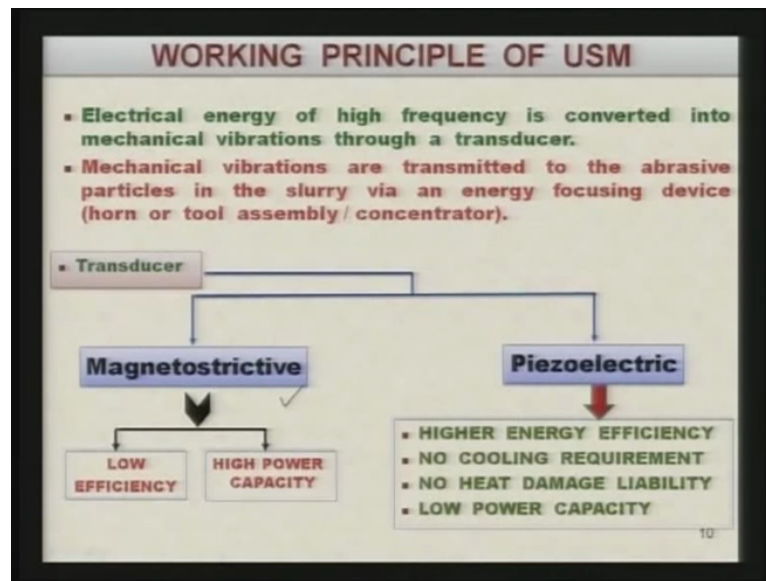 WORKING PRINCIPLE OF USM
▪ Electrical energy of high frequency is converted into
mechanical vibrations through a transducer.
▪ Mechanical vibrations are transmitted to the abrasive
particles in the slurry via an energy focusing device
(horn or tool assembly / concentrator).
▪ Transducer
Magnetostrictive
Piezoelectric
LOW
EFFICIENCY
HIGH POWER
CAPACITY
▪ HIGHER ENERGY EFFICIENCY
▪ NO COOLING REQUIREMENT
▪ NO HEAT DAMAGE LIABILITY
▪ LOW POWER CAPACITY
10